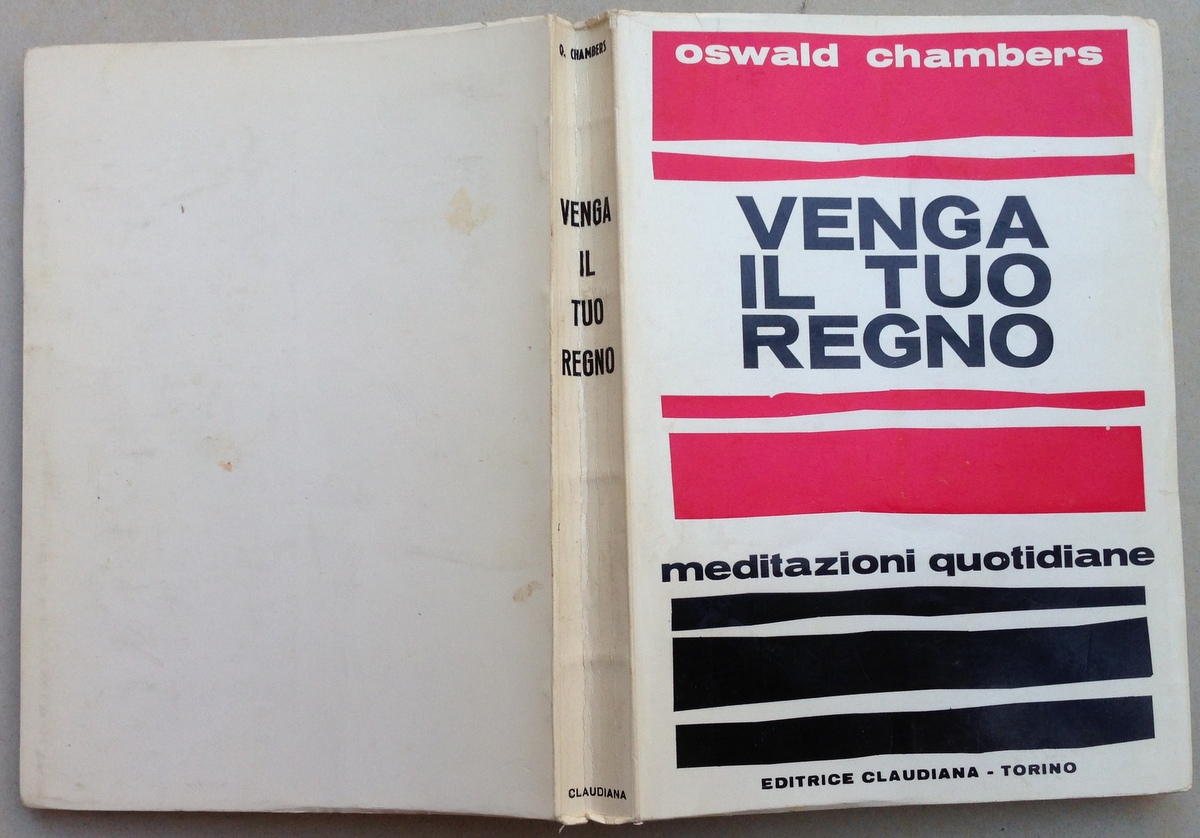 O. CHAMBERS
VENGA
IL
TUO
REGNO
CLAUDIANA
oswald chambers
VENGA
IL TUO
REGNO
meditazioni quotidiane
EDITRICE CLAUDIANA - TORINO